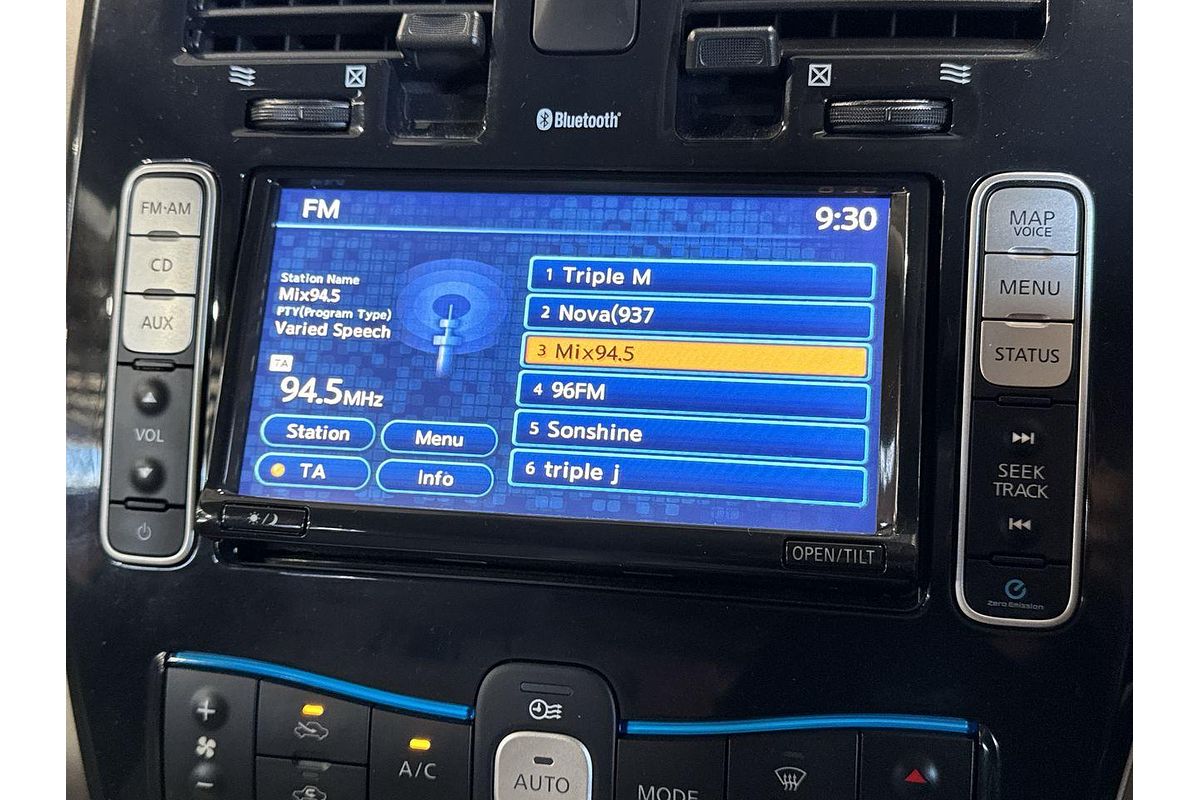 Bluetooth
FM·AM
CD
AUX
VOL
FM
9:30
Station Name
Mix94.5
PTY(Program Type)
Varied Speech
TA
94.5MHz
Station
Menu
TA
Info
1 Triple M
2 Nova(937
3 Mix94.5
4 96FM
5 Sonshine
6 triple j
OPEN/TILT
MAP
VOICE
MENU
STATUS
SEEK
TRACK
Zero Emission
+
−
A/C
AUTO
MODE